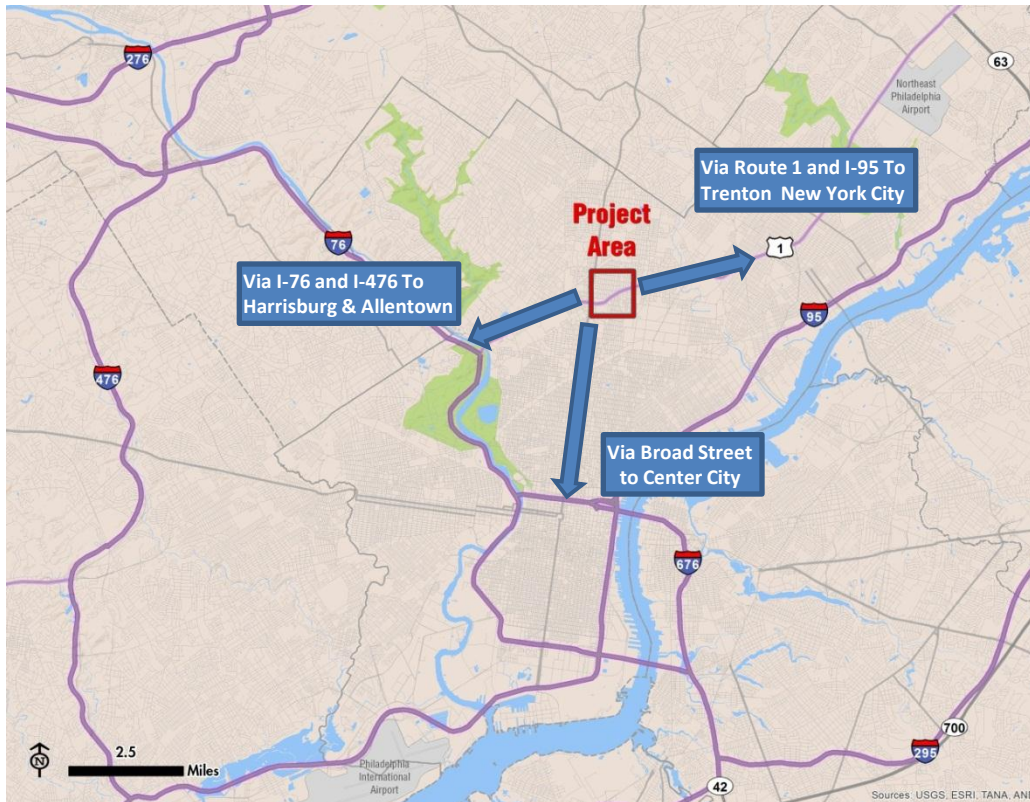 276
63
Northeast
Philadelphia
Airport
Via Route 1 and I-95 To
Trenton New York City
Project
Area
1
76
Via I-76 and I-476 To
Harrisburg & Allentown
95
476
Via Broad Street
to Center City
676
700
295
42
N
2.5
Miles
Philadelphia
International
Airport
Sources: USGS, ESRI, TANA, AN